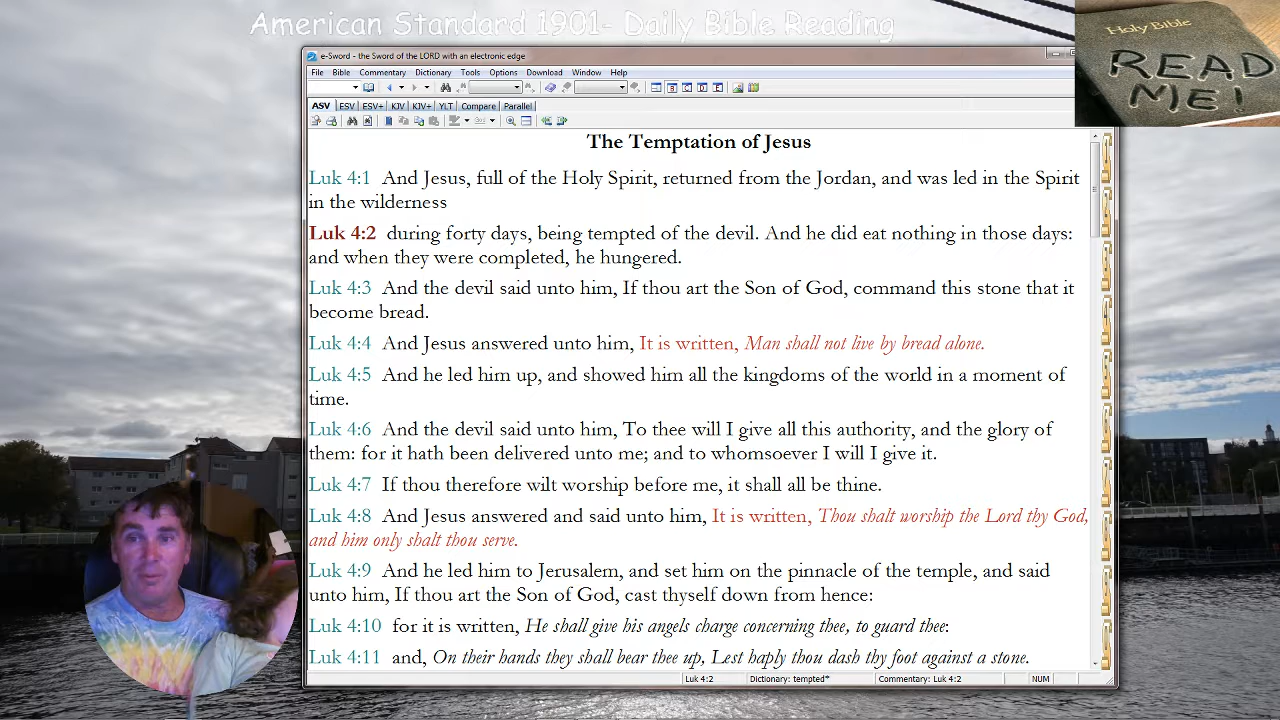 American Standard 1901- Daily Bible Reading
Holy Bible
READ
ME!
e-Sword - the Sword of the LORD with an electronic edge
File Bible Commentary Dictionary Tools Options Download Window Help
ASV ESV ESV+ KJV KJV+ YLT Compare Parallel
The Temptation of Jesus
Luk 4:1 And Jesus, full of the Holy Spirit, returned from the Jordan, and was led in the Spirit
in the wilderness
Luk 4:2 during forty days, being tempted of the devil. And he did eat nothing in those days:
and when they were completed, he hungered.
Luk 4:3 And the devil said unto him, If thou art the Son of God, command this stone that it
become bread.
Luk 4:4 And Jesus answered unto him, It is written, Man shall not live by bread alone.
Luk 4:5 And he led him up, and showed him all the kingdoms of the world in a moment of
time.
Luk 4:6 And the devil said unto him, To thee will I give all this authority, and the glory of
them: for it hath been delivered unto me; and to whomsoever I will I give it.
Luk 4:7 If thou therefore wilt worship before me, it shall all be thine.
Luk 4:8 And Jesus answered and said unto him, It is written, Thou shalt worship the Lord thy God,
and him only shalt thou serve.
Luk 4:9 And he led him to Jerusalem, and set him on the pinnacle of the temple, and said
unto him, If thou art the Son of God, cast thyself down from hence:
Luk 4:10 for it is written, He shall give his angels charge concerning thee, to guard thee:
Luk 4:11 and, On their hands they shall bear thee up, Lest haply thou dash thy foot against a stone.
Luk 4:2 Dictionary: tempted* Commentary: Luk 4:2 NUM